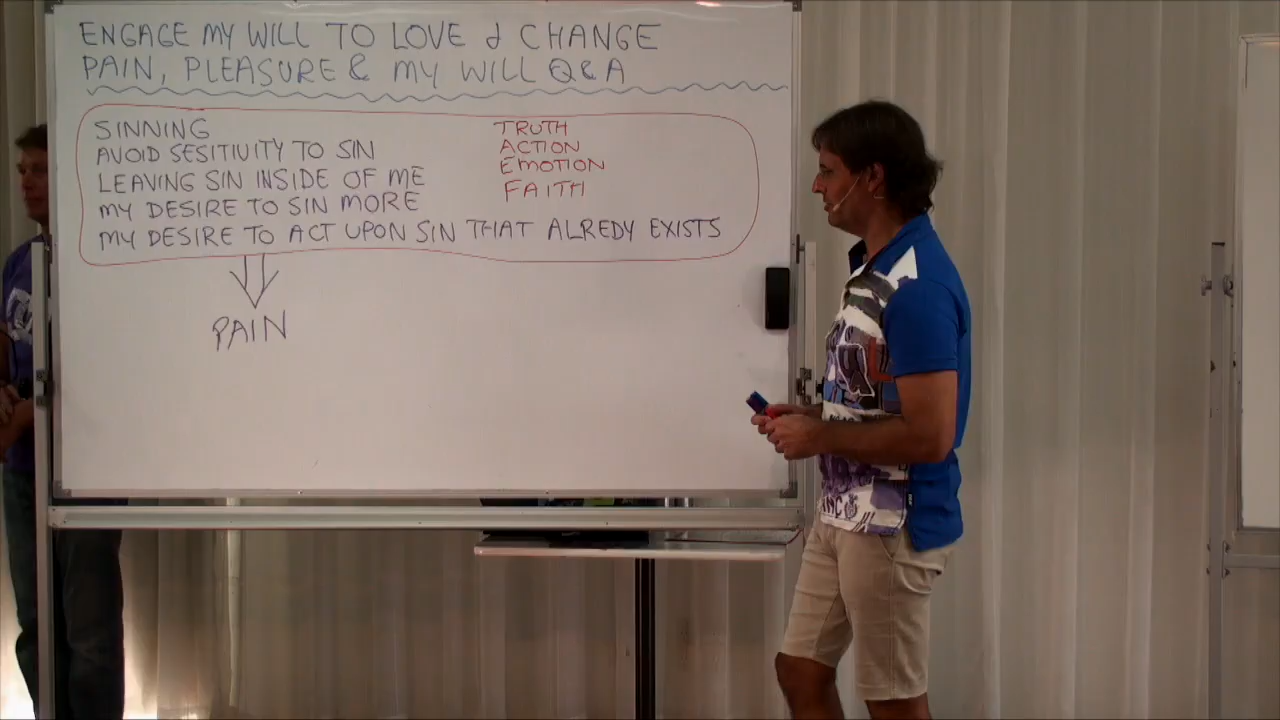 ENGAGE MY WILL TO LOVE & CHANGE
PAIN, PLEASURE & MY WILL Q&A
SINNING
AVOID SESITIUITY TO SIN
LEAVING SIN INSIDE OF ME
MY DESIRE TO SIN MORE
MY DESIRE TO ACT UPON SIN THAT ALREDY EXISTS
TRUTH
ACTION
EMOTION
FAITH
PAIN